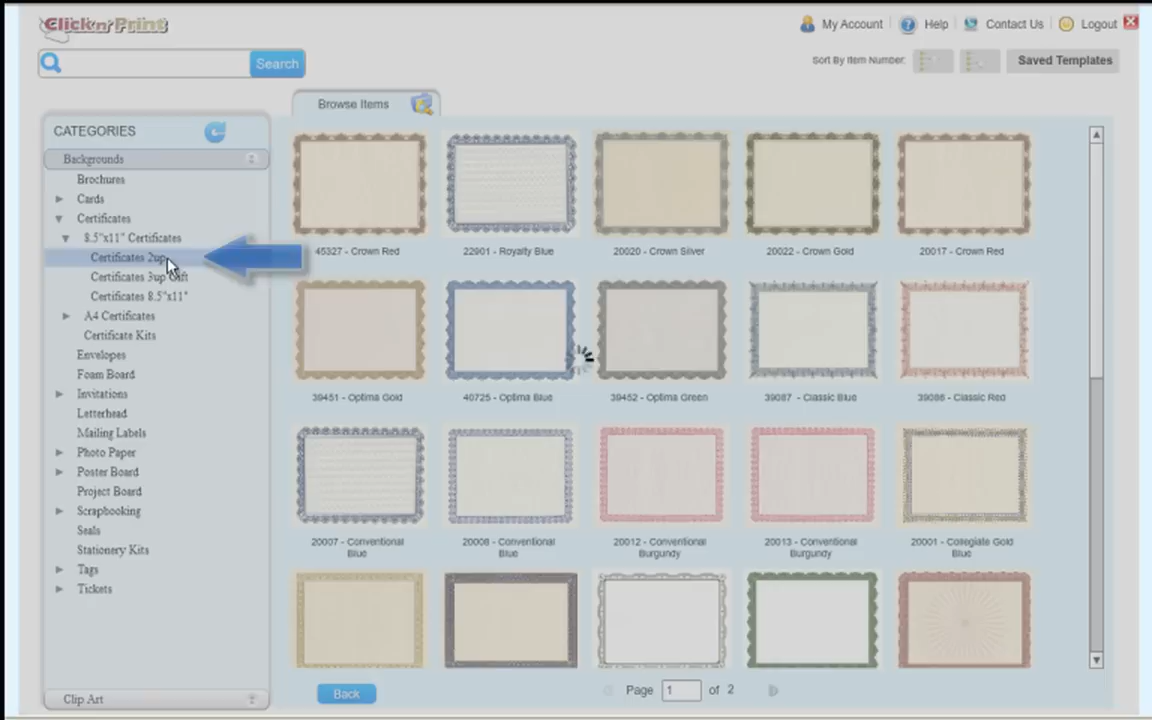 Click n' Print
My Account
Help
Contact Us
Logout
Search
Sort By Item Number:
Saved Templates
CATEGORIES
Backgrounds
Brochures
Cards
Certificates
8.5"x11" Certificates
Certificates 2up
Certificates 3up Gift
Certificates 8.5"x11"
A4 Certificates
Certificate Kits
Envelopes
Foam Board
Invitations
Letterhead
Mailing Labels
Photo Paper
Poster Board
Project Board
Scrapbooking
Seals
Stationery Kits
Tags
Tickets
Clip Art
Browse Items
45327 - Crown Red
22901 - Royalty Blue
20020 - Crown Silver
20022 - Crown Gold
20017 - Crown Red
39451 - Optima Gold
40725 - Optima Blue
39452 - Optima Green
39087 - Classic Blue
39086 - Classic Red
20007 - Conventional
Blue
20008 - Conventional
Blue
20012 - Conventional
Burgundy
20013 - Conventional
Burgundy
20001 - Collegiate Gold
Blue
Back
Page 1 of 2